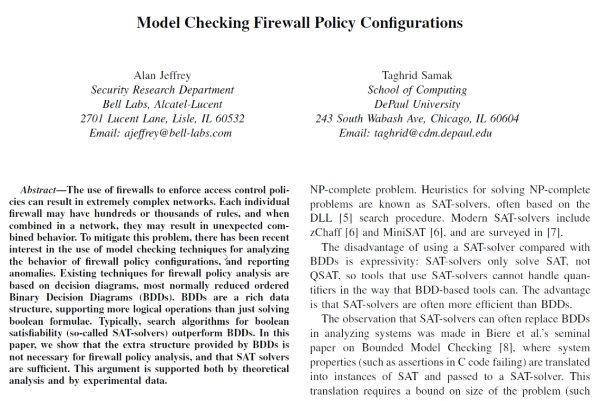 Model Checking Firewall Policy Configurations
Alan Jeffrey
Security Research Department
Bell Labs, Alcatel-Lucent
2701 Lucent Lane, Lisle, IL 60532
Email: ajeffrey@bell-labs.com
Taghrid Samak
School of Computing
DePaul University
243 South Wabash Ave, Chicago, IL 60604
Email: taghrid@cdm.depaul.edu
Abstract—The use of firewalls to enforce access control poli-
cies can result in extremely complex networks. Each individual
firewall may have hundreds or thousands of rules, and when
combined in a network, they may result in unexpected com-
bined behavior. To mitigate this problem, there has been recent
interest in the use of model checking techniques for analyzing
the behavior of firewall policy configurations, and reporting
anomalies. Existing techniques for firewall policy analysis are
based on decision diagrams, most normally reduced ordered
Binary Decision Diagrams (BDDs). BDDs are a rich data
structure, supporting more logical operations than just solving
boolean formulae. Typically, search algorithms for boolean
satisfiability (so-called SAT-solvers) outperform BDDs. In this
paper, we show that the extra structure provided by BDDs is
not necessary for firewall policy analysis, and that SAT solvers
are sufficient. This argument is supported both by theoretical
analysis and by experimental data.
NP-complete problem. Heuristics for solving NP-complete
problems are known as SAT-solvers, often based on the
DLL [5] search procedure. Modern SAT-solvers include
zChaff [6] and MiniSAT [6], and are surveyed in [7].
The disadvantage of using a SAT-solver compared with
BDDs is expressivity: SAT-solvers only solve SAT, not
QSAT, so tools that use SAT-solvers cannot handle quan-
tifiers in the way that BDD-based tools can. The advantage
is that SAT-solvers are often more efficient than BDDs.
The observation that SAT-solvers can often replace BDDs
in analyzing systems was made in Biere et al.'s seminal
paper on Bounded Model Checking [8], where system
properties (such as assertions in C code failing) are translated
into instances of SAT and passed to a SAT-solver. This
translation requires a bound on size of the problem (such